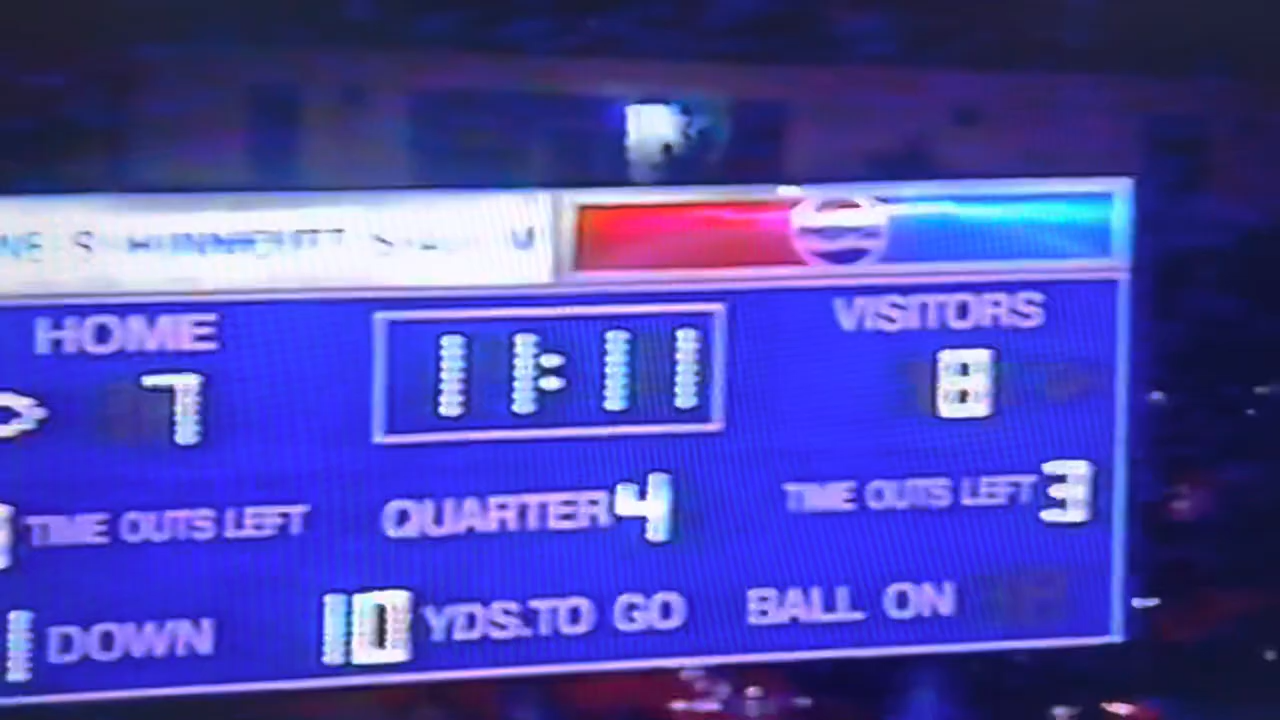 HOME 11:11 VISITORS
7 8
TIME OUTS LEFT QUARTER 4 TIME OUTS LEFT 3
1 DOWN 10 YDS.TO GO BALL ON